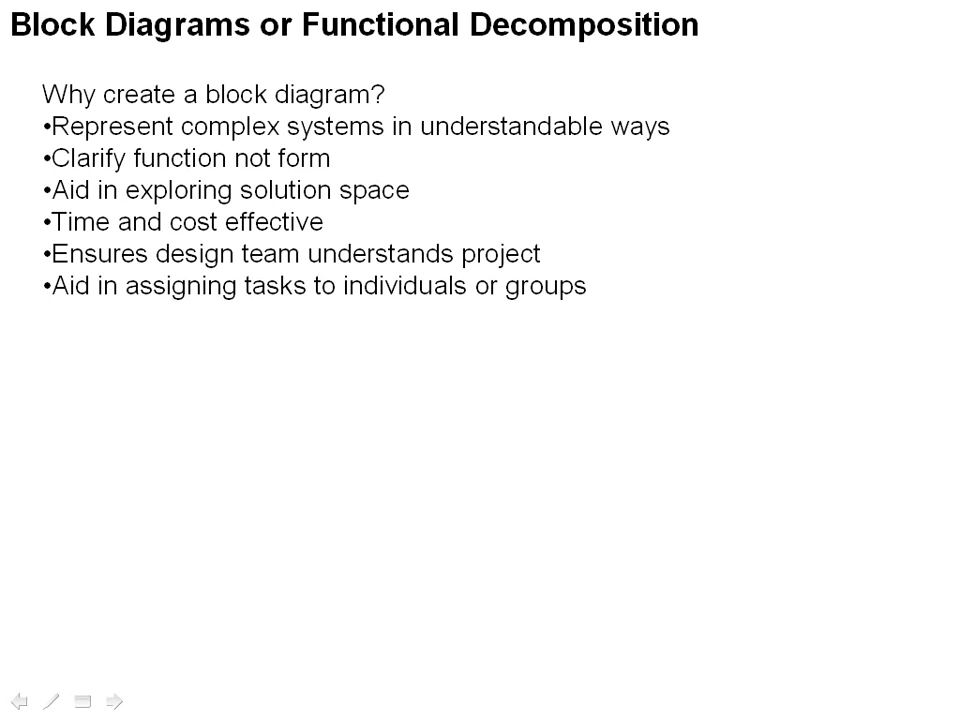 Block Diagrams or Functional Decomposition
Why create a block diagram?
•Represent complex systems in understandable ways
•Clarify function not form
•Aid in exploring solution space
•Time and cost effective
•Ensures design team understands project
•Aid in assigning tasks to individuals or groups